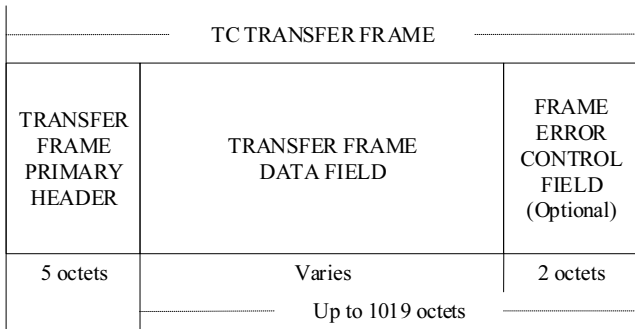 TC TRANSFER FRAME
TRANSFER
FRAME
PRIMARY
HEADER
TRANSFER FRAME
DATA FIELD
FRAME
ERROR
CONTROL
FIELD
(Optional)
5 octets
Varies
2 octets
Up to 1019 octets